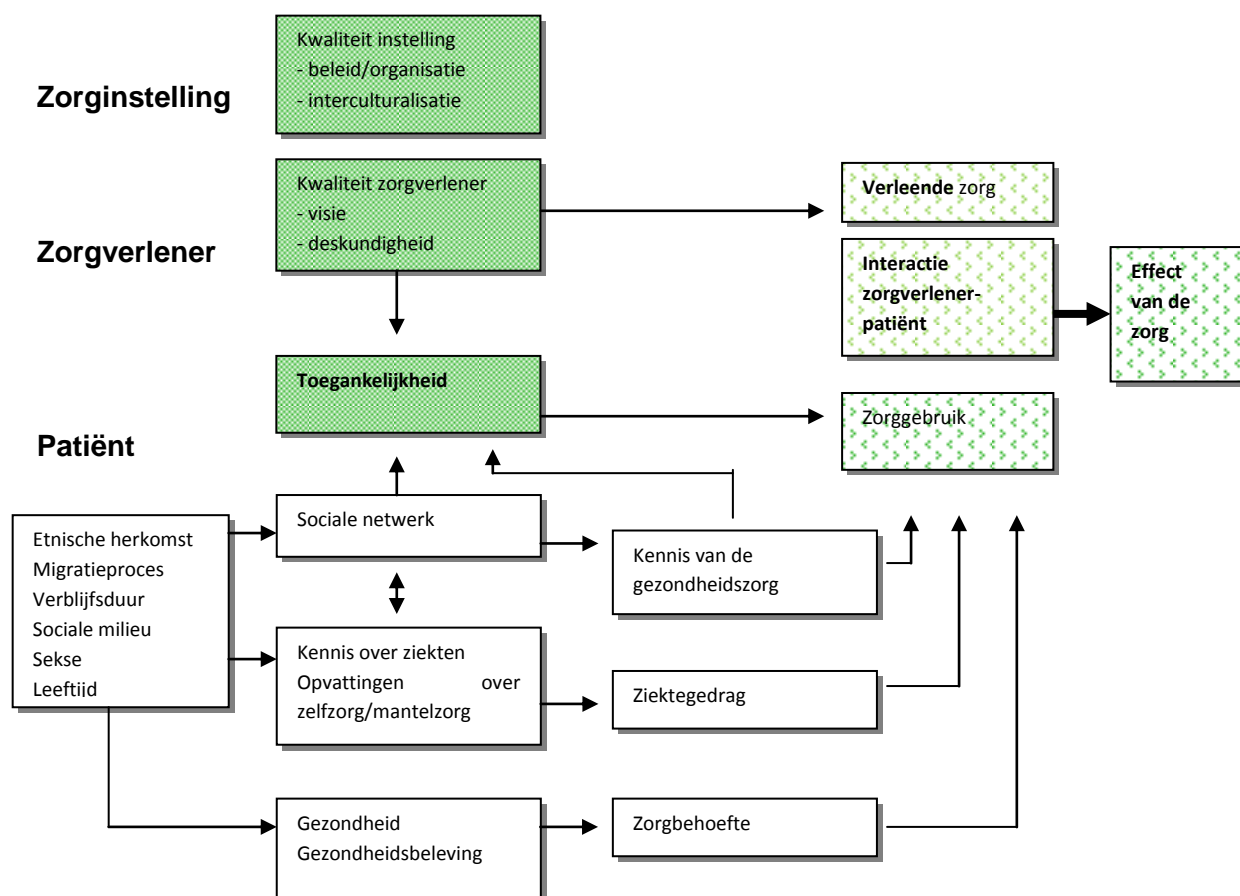 Zorginstelling
Kwaliteit instelling
- beleid/organisatie
- interculturalisatie
Zorgverlener
Kwaliteit zorgverlener
- visie
- deskundigheid
Verleende zorg
Interactie
zorgverlener-
patiënt
Effect
van de
zorg
Toegankelijkheid
Zorggebruik
Patiënt
Etnische herkomst
Migratieproces
Verblijfsduur
Sociale milieu
Sekse
Leeftijd
Sociale netwerk
Kennis van de
gezondheidszorg
Kennis over ziekten
Opvattingen over
zelfzorg/mantelzorg
Ziektegedrag
Gezondheid
Gezondheidsbeleving
Zorgbehoefte